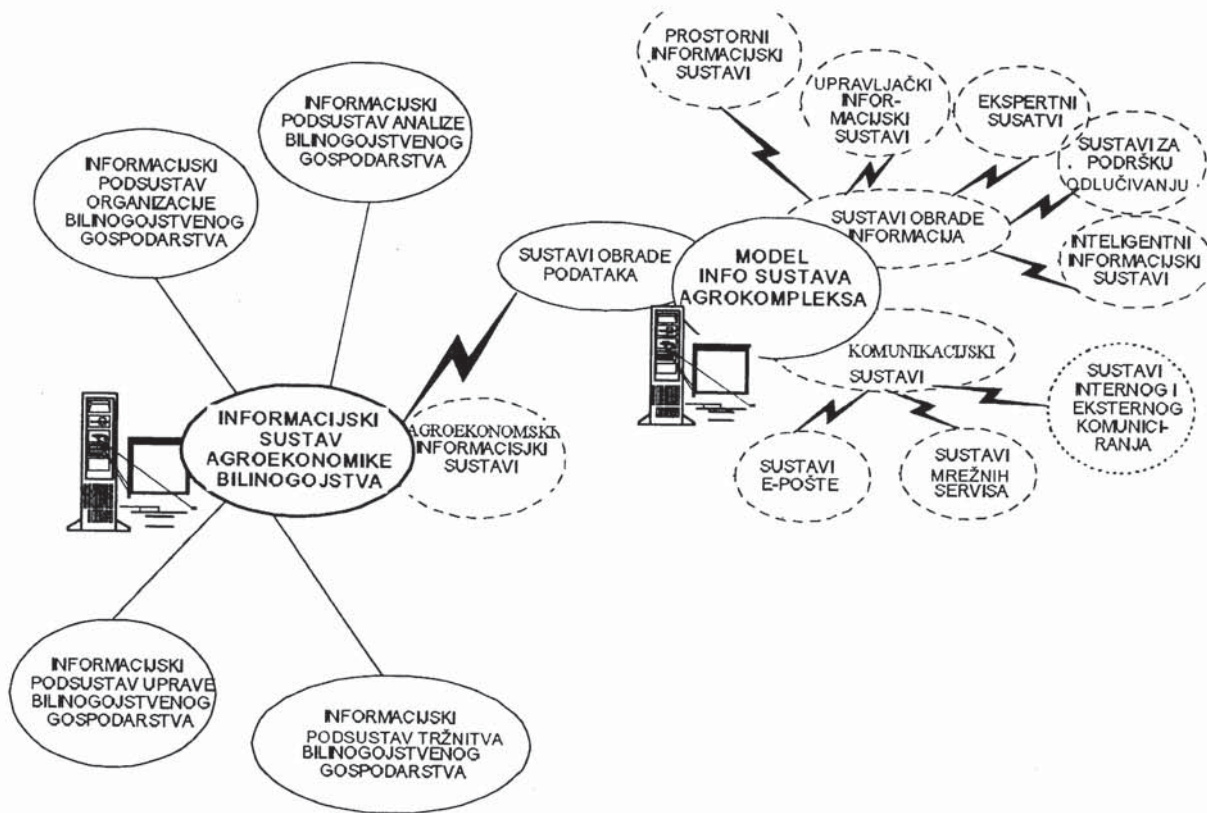 PROSTORNI
INFORMACIJSKI
SUSTAVI
UPRAVLJAČKI
INFOR-
MACIJSKI
SUSTAVI
EKSPERTNI
SUSATVI
SUSTAVI ZA
PODRŠKU
ODLUČIVANJU
INTELIGENTNI
INFORMACIJSKI
SUSTAVI
INFORMACIJSKI
PODSUSTAV ANALIZE
BILINOGOJSTVENOG
GOSPODARSTVA
INFORMACIJSKI
PODSUSTAV
ORGANIZACIJE
BILINOGOJSTVENOG
GOSPODARSTVA
SUSTAVI OBRADE
PODATAKA
MODEL
INFO SUSTAVA
AGROKOMPLEKSA
SUSTAVI OBRADE
INFORMACIJA
KOMUNIKACIJSKI
SUSTAVI
SUSTAVI
INTERNOG I
EKSTERNOG
KOMUNICI-
RANJA
SUSTAVI
E-POŠTE
SUSTAVI
MREŽNIH
SERVISA
INFORMACIJSKI
SUSTAV
AGROEKONOMIKE
BILINOGOJSTVA
AGROEKONOMSKI
INFORMACISJKI
SUSTAVI
INFORMACIJSKI
PODSUSTAV UPRAVE
BILINOGOJSTVENOG
GOSPODARSTVA
INFORMACIJSKI
PODSUSTAV TRŽNITVA
BILINOGOJSTVENOG
GOSPODARSTVA